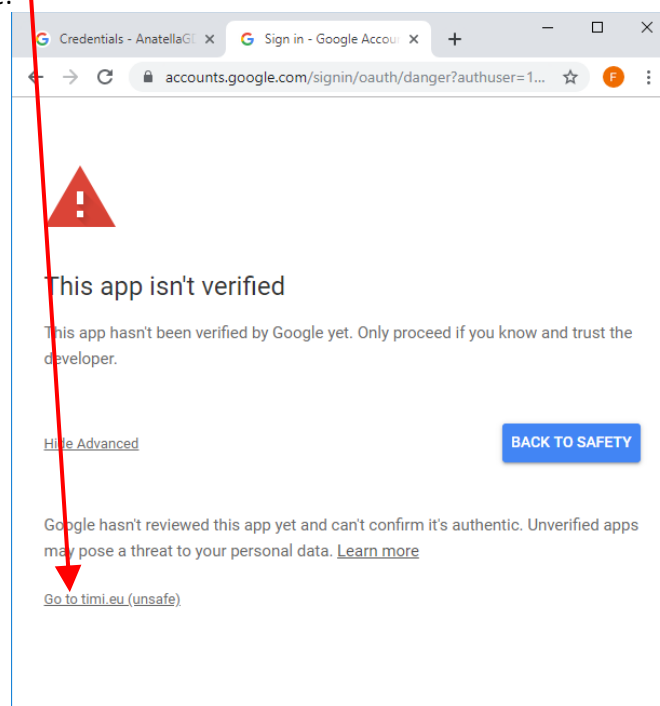 e.
Credentials - AnatellaG
Sign in - Google Accou
accounts.google.com/signin/oauth/danger?authuser=1...
F
This app isn't verified
This app hasn't been verified by Google yet. Only proceed if you know and trust the
developer.
Hide Advanced
BACK TO SAFETY
Google hasn't reviewed this app yet and can't confirm it's authentic. Unverified apps
may pose a threat to your personal data. Learn more
Go to timi.eu (unsafe)